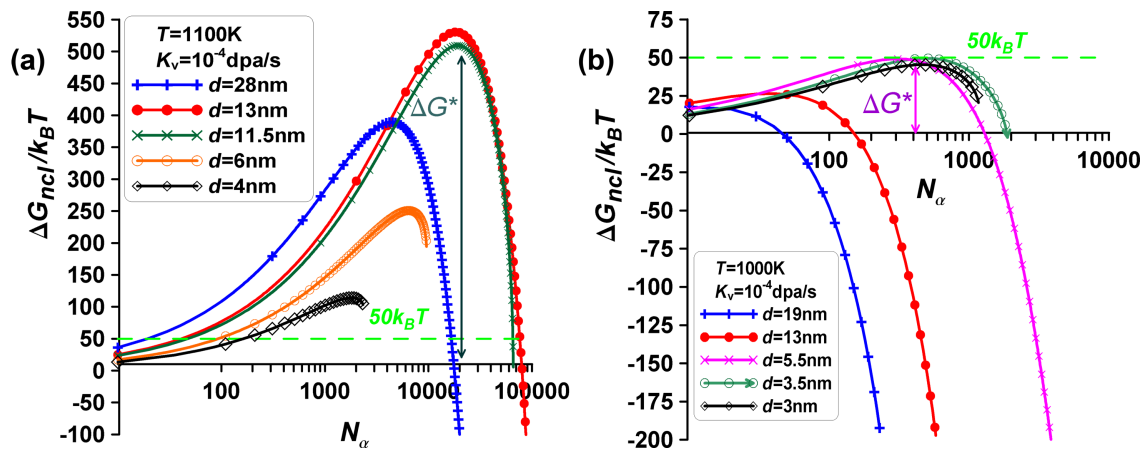 (a)
T=1100K
Kᵥ=10⁻⁴dpa/s
d=28nm
d=13nm
d=11.5nm
d=6nm
d=4nm
ΔG_ncl/k_BT
550
500
450
400
350
300
250
200
150
100
50
0
-50
-100
100
1000
10000
100000
N_α
ΔG*
50k_BT
(b)
ΔG_ncl/k_BT
75
50
25
0
-25
-50
-75
-100
-125
-150
-175
-200
100
1000
10000
N_α
50k_BT
ΔG*
T=1000K
Kᵥ=10⁻⁴dpa/s
d=19nm
d=13nm
d=5.5nm
d=3.5nm
d=3nm